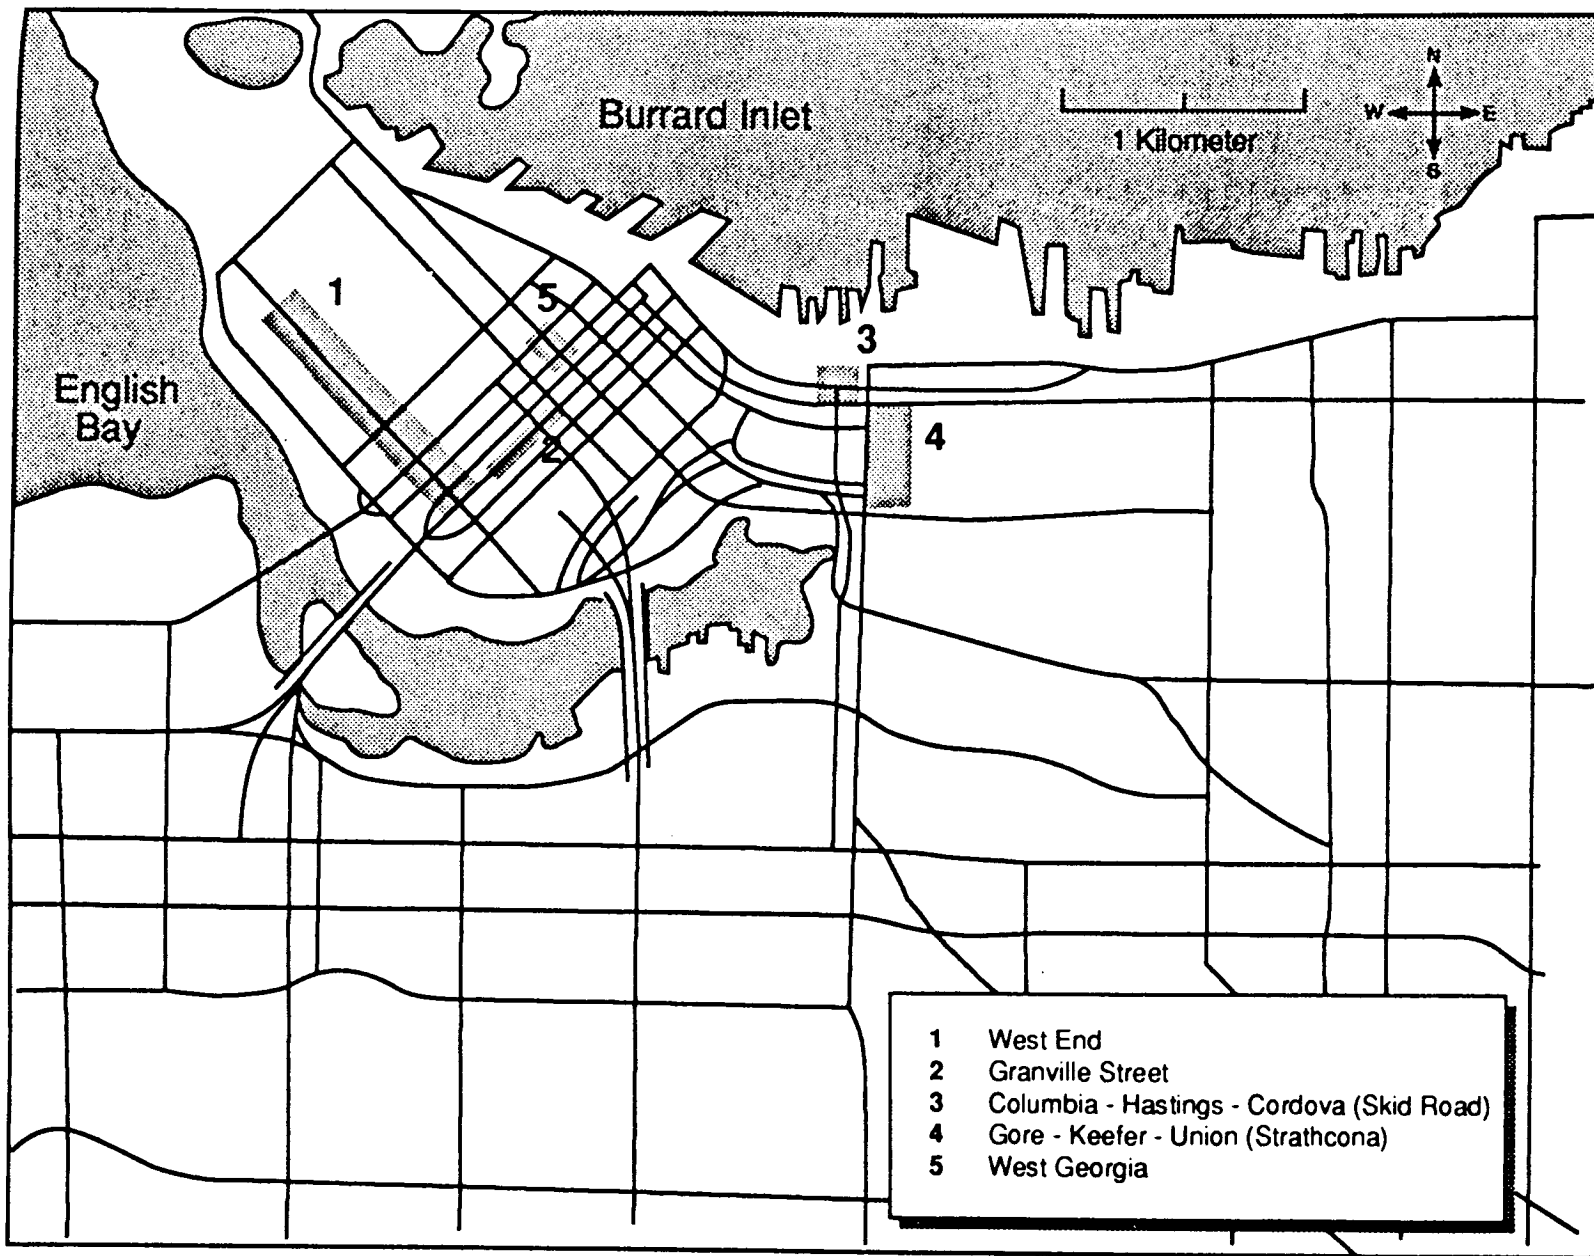 N
Burrard Inlet
W E
1 Kilometer
S
1
5
3
English
Bay
2
4
1 West End
2 Granville Street
3 Columbia - Hastings - Cordova (Skid Road)
4 Gore - Keefer - Union (Strathcona)
5 West Georgia